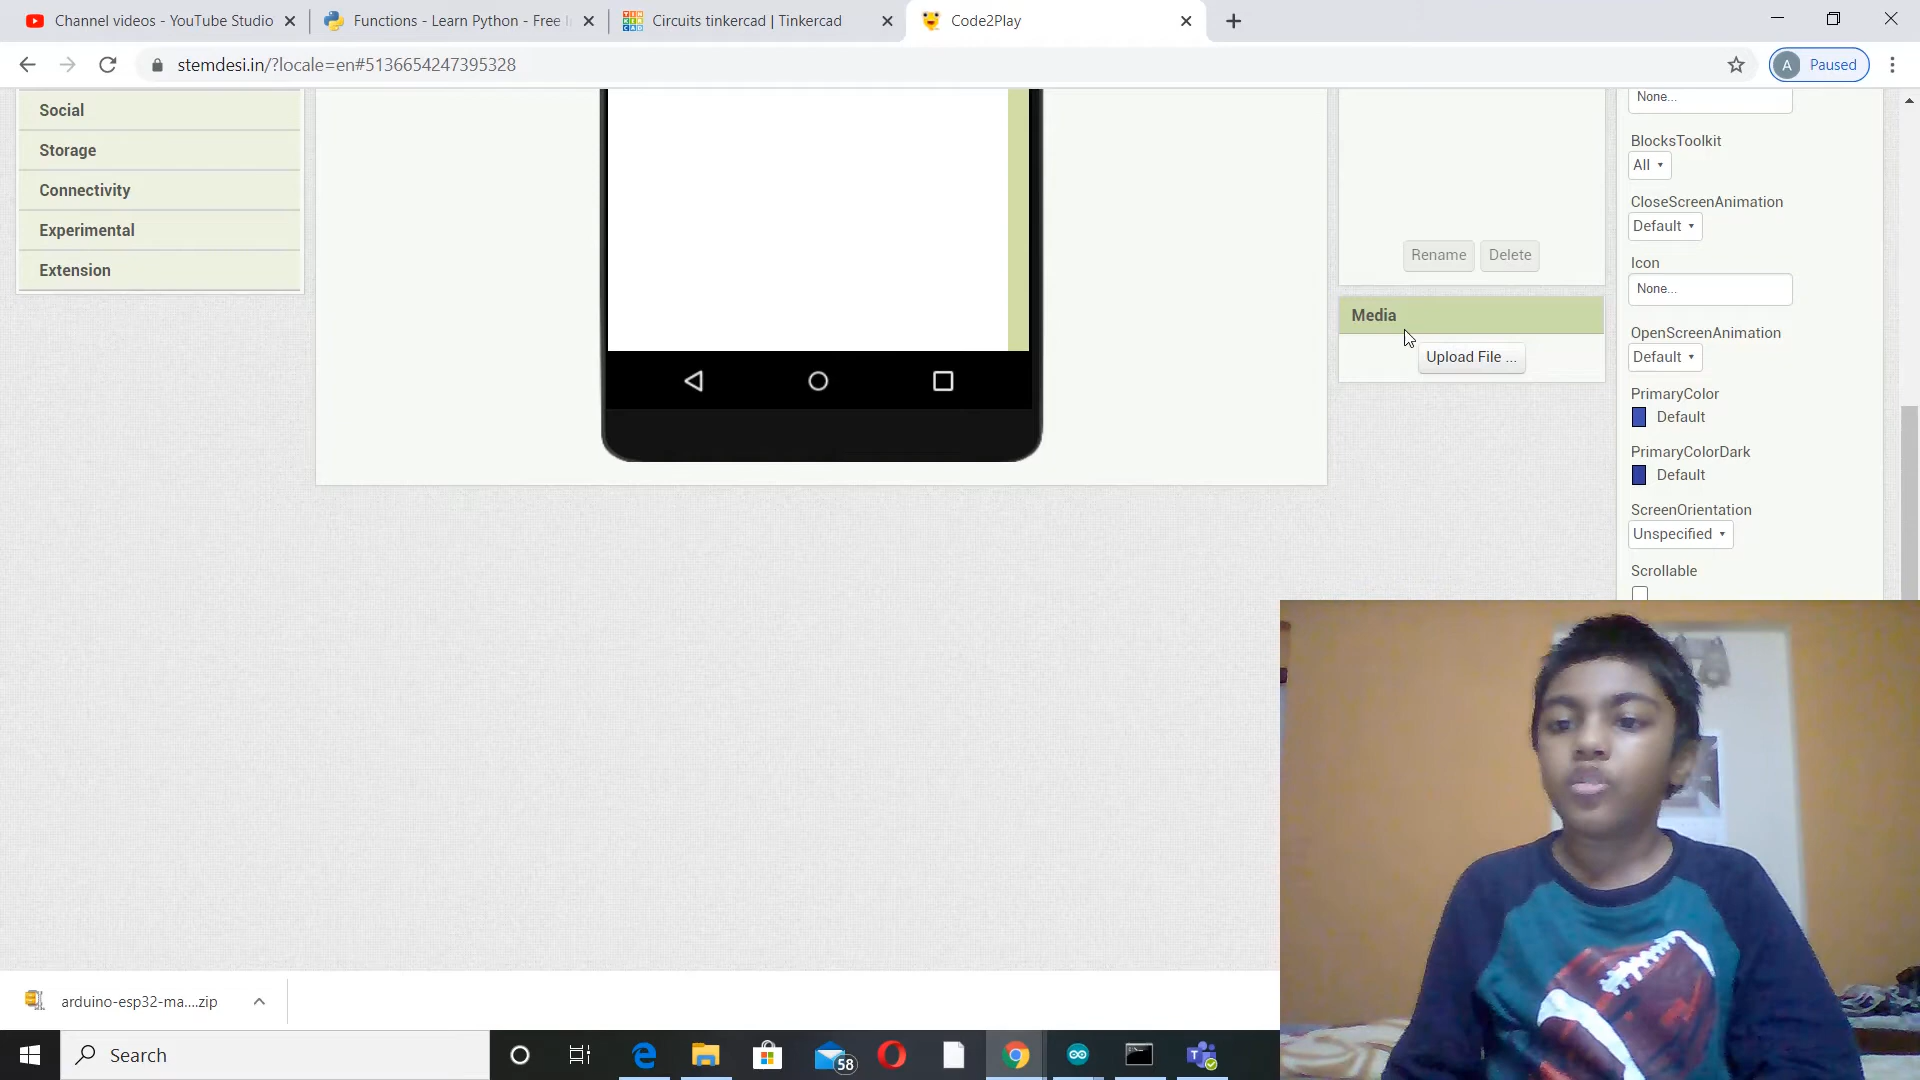 Channel videos - YouTube Studio
Functions - Learn Python - Free
Circuits tinkercad | Tinkercad
Code2Play
stemdesi.in/?locale=en#5136654247395328
A Paused
Social
Storage
Connectivity
Experimental
Extension
Rename Delete
Media
Upload File ...
None...
BlocksToolkit
All
CloseScreenAnimation
Default
Icon
None...
OpenScreenAnimation
Default
PrimaryColor
Default
PrimaryColorDark
Default
ScreenOrientation
Unspecified
Scrollable
arduino-esp32-ma....zip
Search
58